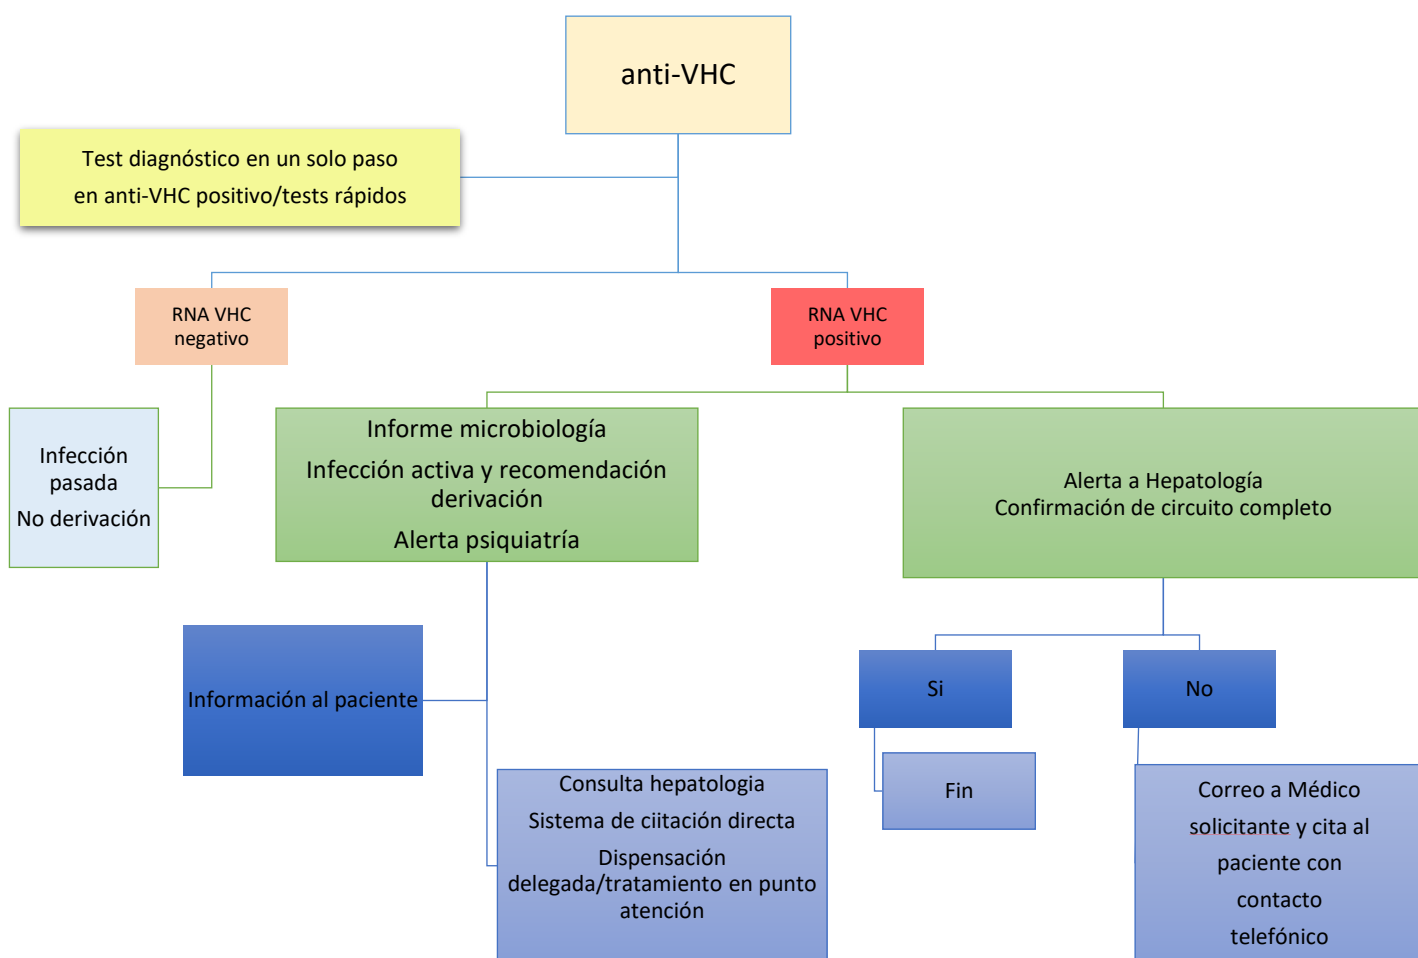 anti-VHC
Test diagnóstico en un solo paso
en anti-VHC positivo/tests rápidos
RNA VHC
negativo
RNA VHC
positivo
Infección
pasada
No derivación
Informe microbiología
Infección activa y recomendación
derivación
Alerta psiquiatría
Alerta a Hepatología
Confirmación de circuito completo
Información al paciente
Si
No
Consulta hepatologia
Sistema de ciitación directa
Dispensación
delegada/tratamiento en punto
atención
Fin
Correo a Médico
solicitante y cita al
paciente con
contacto
telefónico